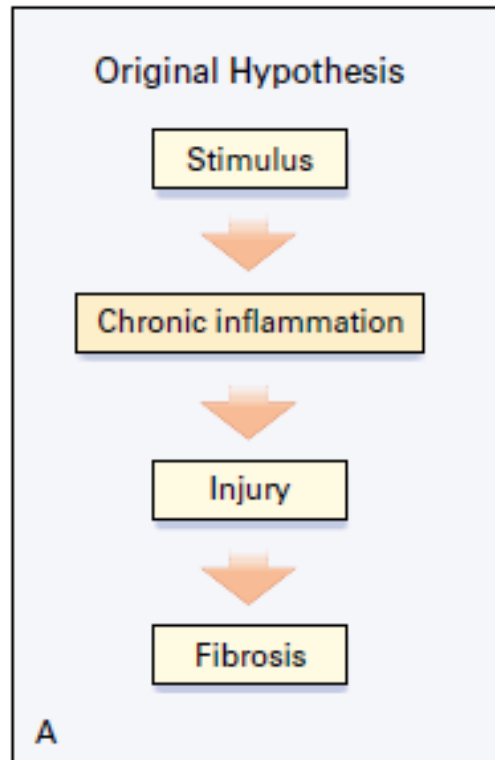 Original Hypothesis
Stimulus
Chronic inflammation
Injury
Fibrosis
A